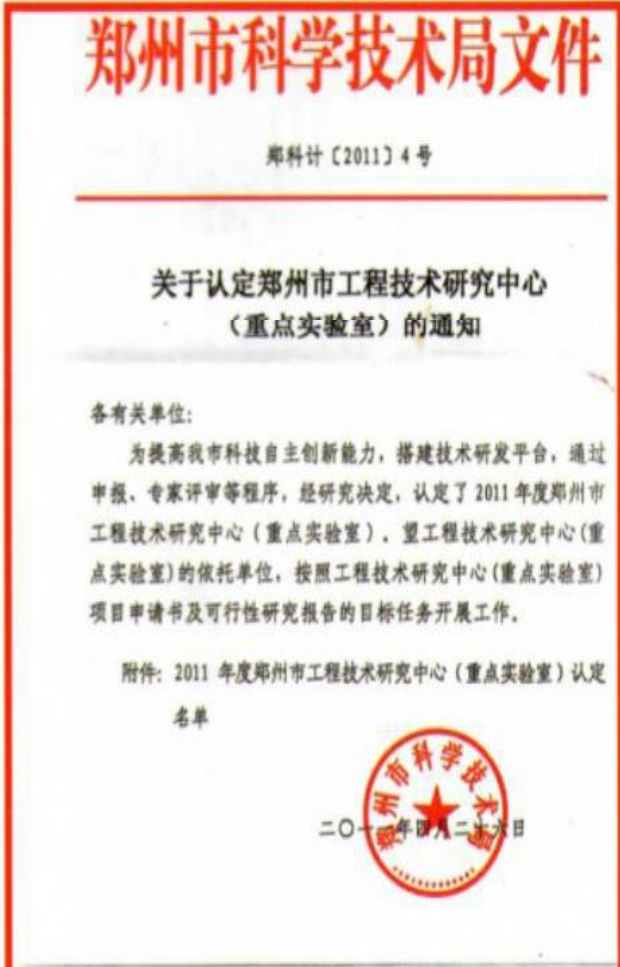 郑州市科学技术局文件
郑科计〔2011〕4号
关于认定郑州市工程技术研究中心
（重点实验室）的通知
各有关单位:
为提高我市科技自主创新能力，搭建技术研发平台，通过
申报、专家评审等程序，经研究决定，认定了2011年度郑州市
工程技术研究中心（重点实验室）。望工程技术研究中心(重
点实验室)的依托单位，按照工程技术研究中心(重点实验室)
项目申请书及可行性研究报告的目标任务开展工作。
附件: 2011 年度郑州市工程技术研究中心（重点实验室）认定
名单
郑州市科学技术局
二〇一一年四月二十六日